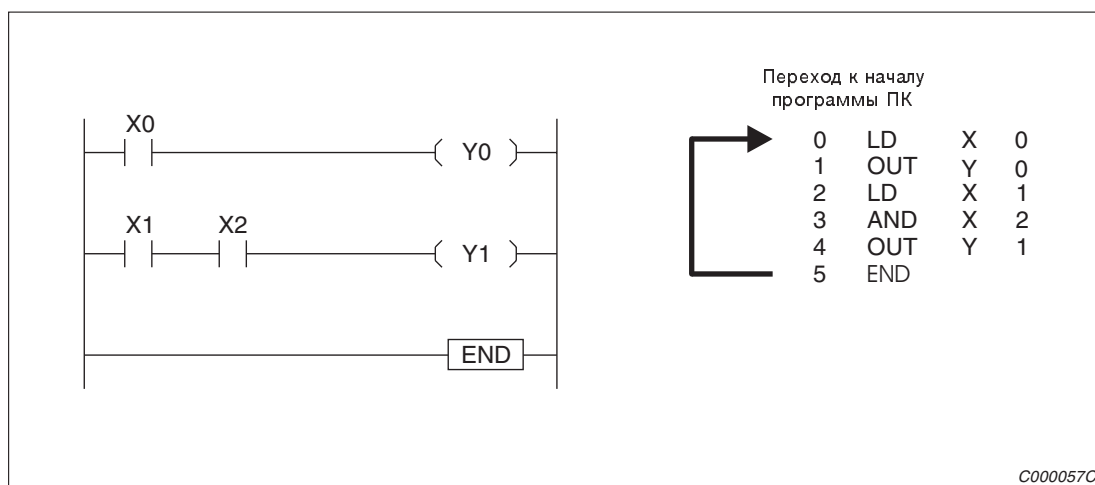 Переход к началу
программы ПК
X0
Y0
X1 X2
Y1
END
0 LD X 0
1 OUT Y 0
2 LD X 1
3 AND X 2
4 OUT Y 1
5 END
C000057C